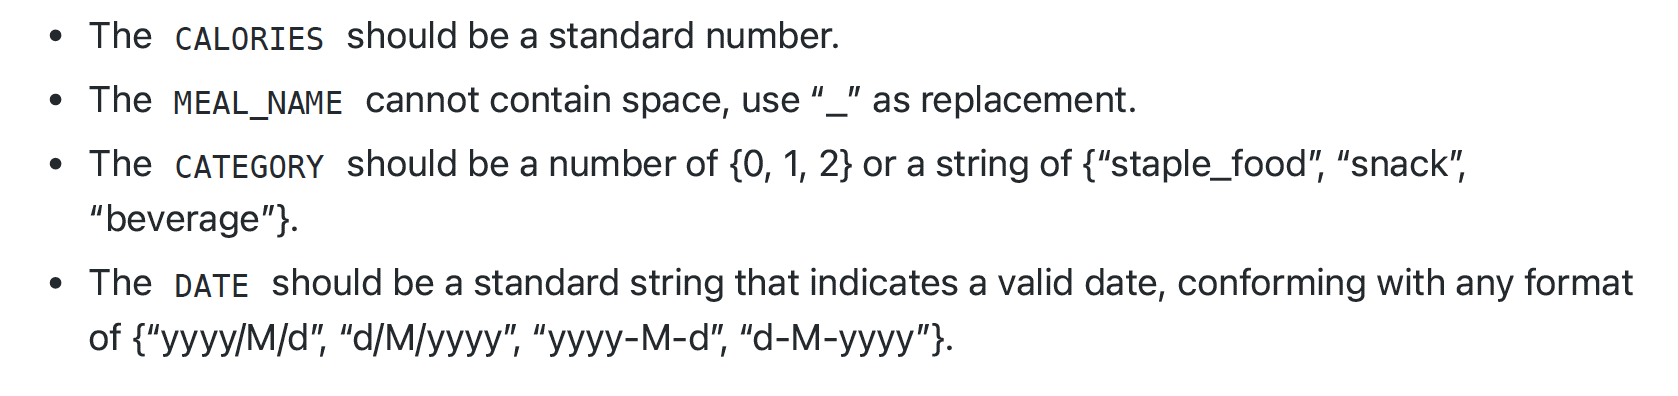 • The CALORIES should be a standard number.
• The MEAL_NAME cannot contain space, use “_” as replacement.
• The CATEGORY should be a number of {0, 1, 2} or a string of {“staple_food”, “snack”,
“beverage”}.
• The DATE should be a standard string that indicates a valid date, conforming with any format
of {“yyyy/M/d”, “d/M/yyyy”, “yyyy-M-d”, “d-M-yyyy”}.